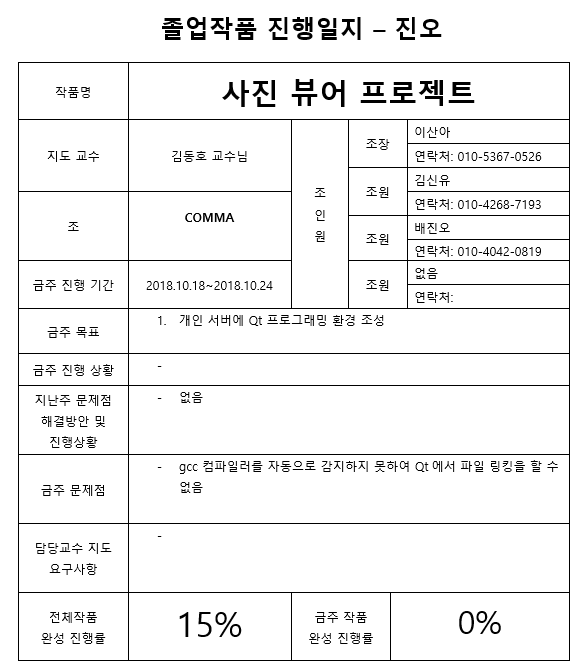 졸업작품 진행일지 – 진오
작품명
사진 뷰어 프로젝트
지도 교수
김동호 교수님
조
인
원
조장
이산아
연락처: 010-5367-0526
조원
김신유
연락처: 010-4268-7193
조
COMMA
조원
배진오
연락처: 010-4042-0819
금주 진행 기간
2018.10.18~2018.10.24
조원
없음
연락처:
금주 목표
1. 개인 서버에 Qt 프로그래밍 환경 조성
금주 진행 상황
-
지난주 문제점
해결방안 및
진행상황
- 없음
금주 문제점
- gcc 컴파일러를 자동으로 감지하지 못하여 Qt에서 파일 링킹을 할 수
없음
담당교수 지도
요구사항
-
전체작품
완성 진행률
15%
금주 작품
완성 진행률
0%